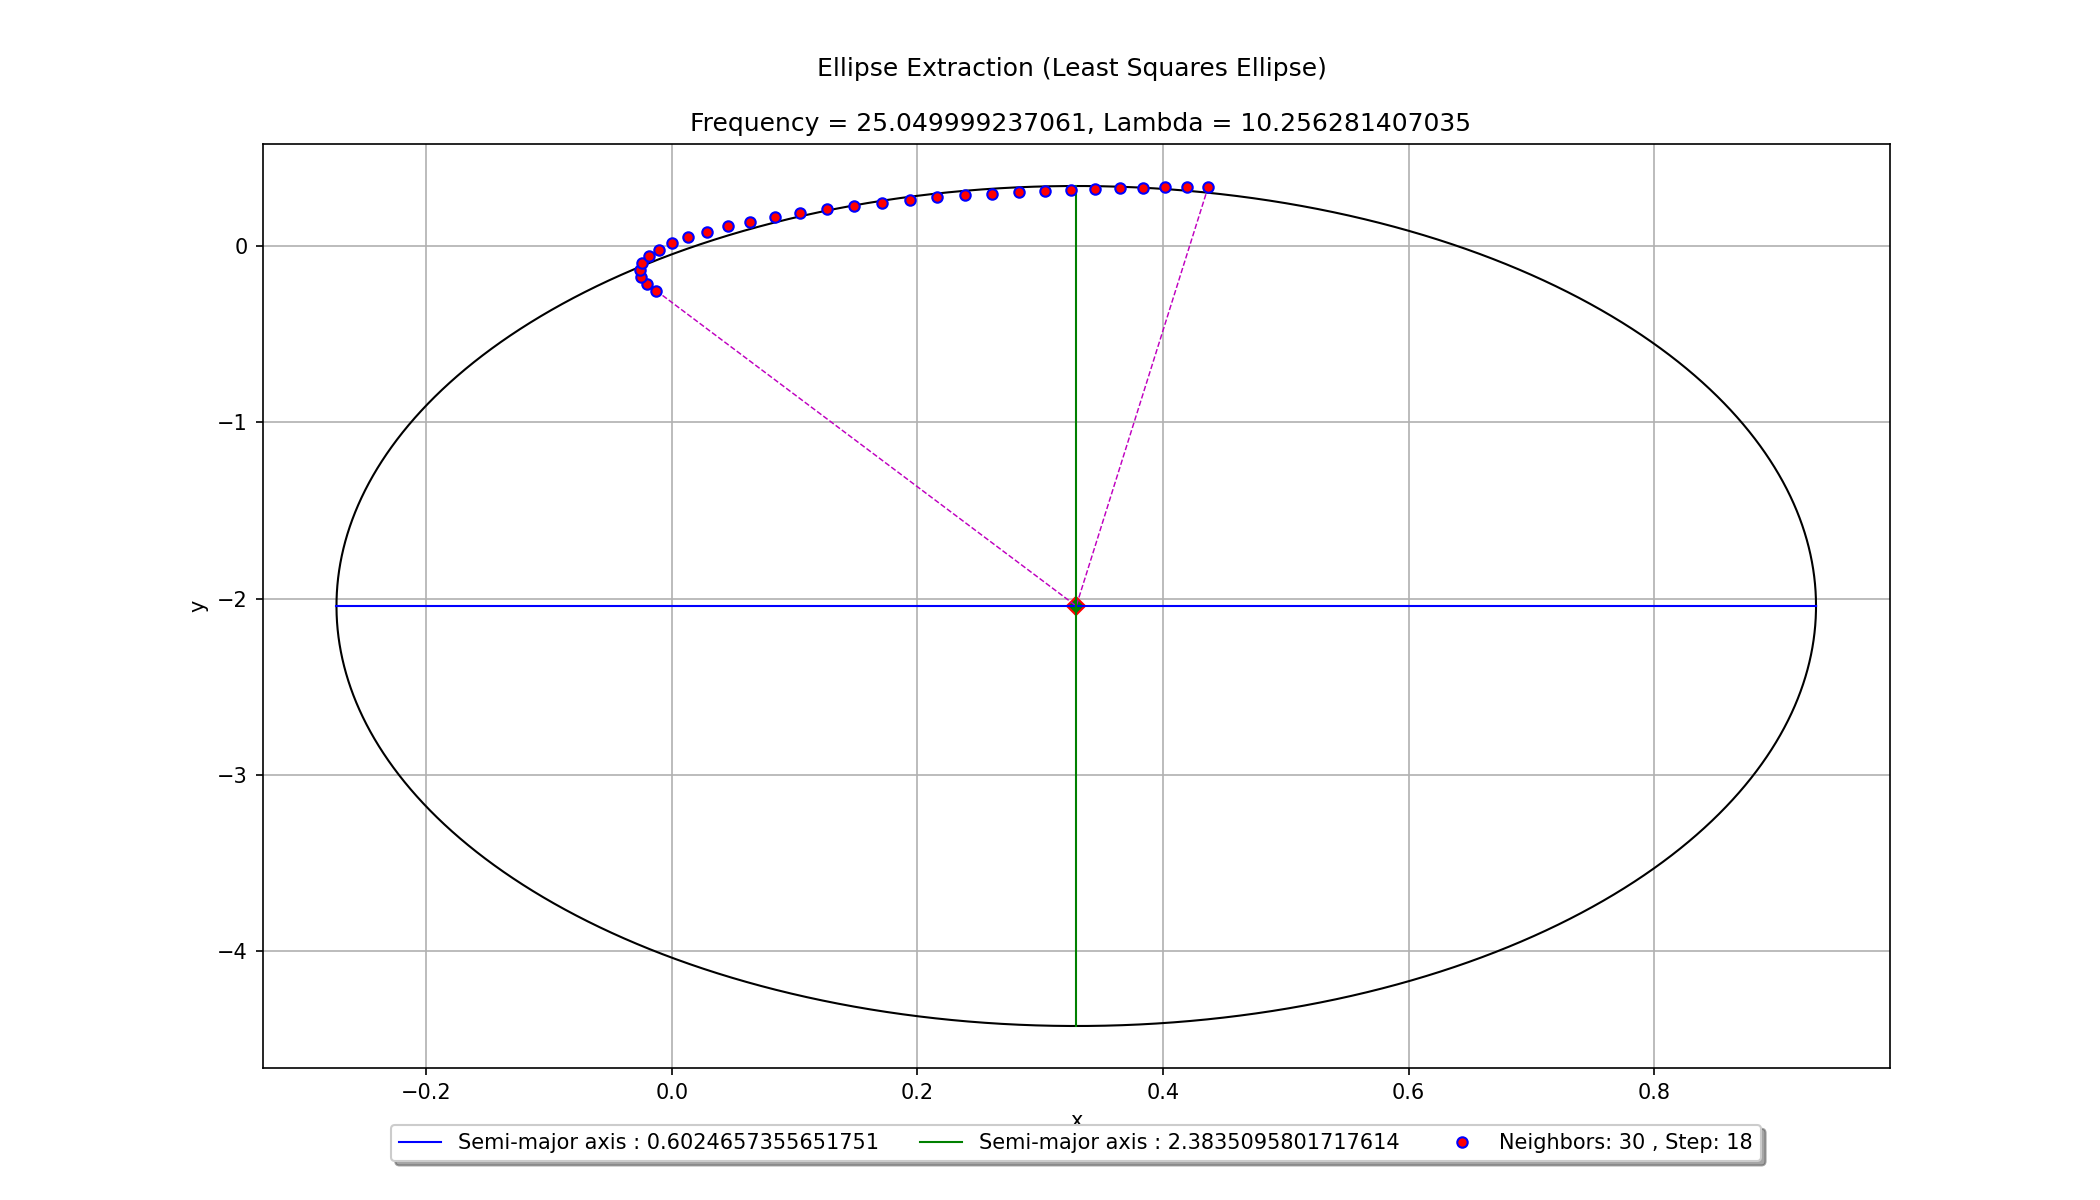 Ellipse Extraction (Least Squares Ellipse)
Frequency = 25.049999237061, Lambda = 10.256281407035
0
−1
−2
−3
−4
y
−0.2 0.0 0.2 0.4 0.6 0.8
x
Semi-major axis : 0.6024657355651751 Semi-major axis : 2.3835095801717614 Neighbors: 30 , Step: 18